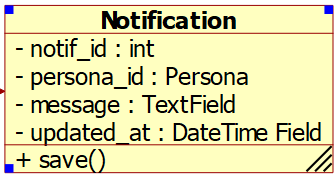 Notification
- notif_id : int
- persona_id : Persona
- message : TextField
- updated_at : DateTime Field
+ save()